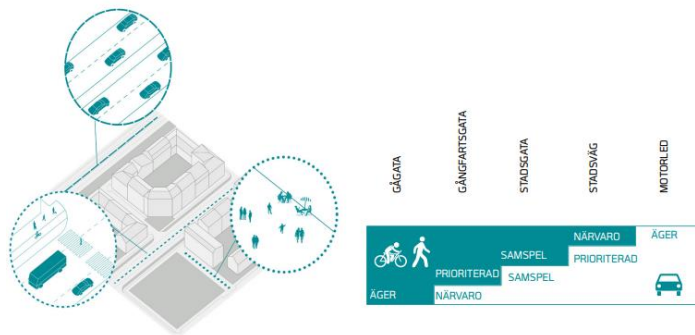 GÅGATA
GÅNGFARTSGATA
STADSGATA
STADSVÄG
MOTORLED
NÄRVARO ÄGER
SAMSPEL PRIORITERAD
PRIORITERAD SAMSPEL
ÄGER NÄRVARO